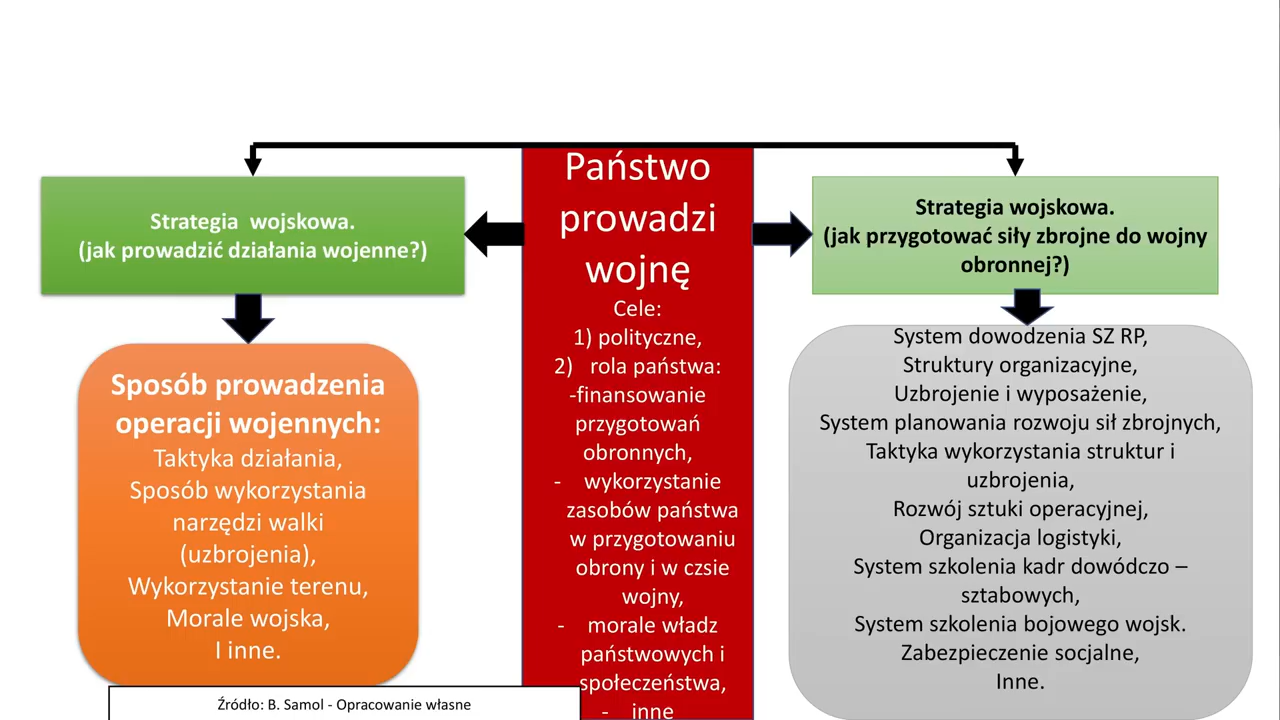 Państwo
prowadzi
wojnę
Cele:
1) polityczne,
2) rola państwa:
-finansowanie
przygotowań
obronnych,
- wykorzystanie
zasobów państwa
w przygotowaniu
obrony i w czsie
wojny,
- morale władz
państwowych i
społeczeństwa,
- inne
Strategia wojskowa.
(jak prowadzić działania wojenne?)
Sposób prowadzenia
operacji wojennych:
Taktyka działania,
Sposób wykorzystania
narzędzi walki
(uzbrojenia),
Wykorzystanie terenu,
Morale wojska,
I inne.
Strategia wojskowa.
(jak przygotować siły zbrojne do wojny
obronnej?)
System dowodzenia SZ RP,
Struktury organizacyjne,
Uzbrojenie i wyposażenie,
System planowania rozwoju sił zbrojnych,
Taktyka wykorzystania struktur i
uzbrojenia,
Rozwój sztuki operacyjnej,
Organizacja logistyki,
System szkolenia kadr dowódczo –
sztabowych,
System szkolenia bojowego wojsk.
Zabezpieczenie socjalne,
Inne.
Źródło: B. Samol - Opracowanie własne